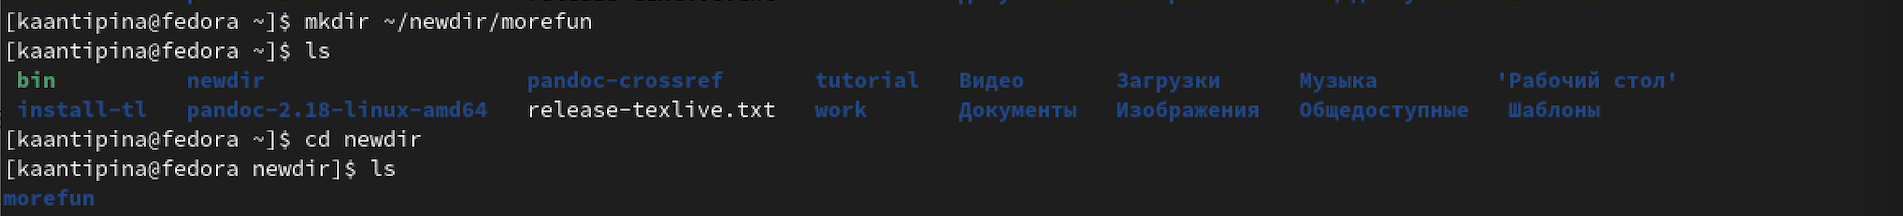 [kaantipina@fedora ~]$ mkdir ~/newdir/morefun
[kaantipina@fedora ~]$ ls
bin newdir pandoc-crossref tutorial Видео Загрузки Музыка 'Рабочий стол'
install-tl pandoc-2.18-linux-amd64 release-texlive.txt work Документы Изображения Общедоступные Шаблоны
[kaantipina@fedora ~]$ cd newdir
[kaantipina@fedora newdir]$ ls
morefun